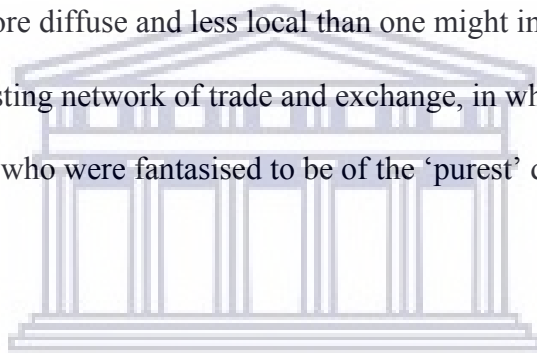 ore diffuse and less local than one might in
sting network of trade and exchange, in wh
who were fantasised to be of the ‘purest’